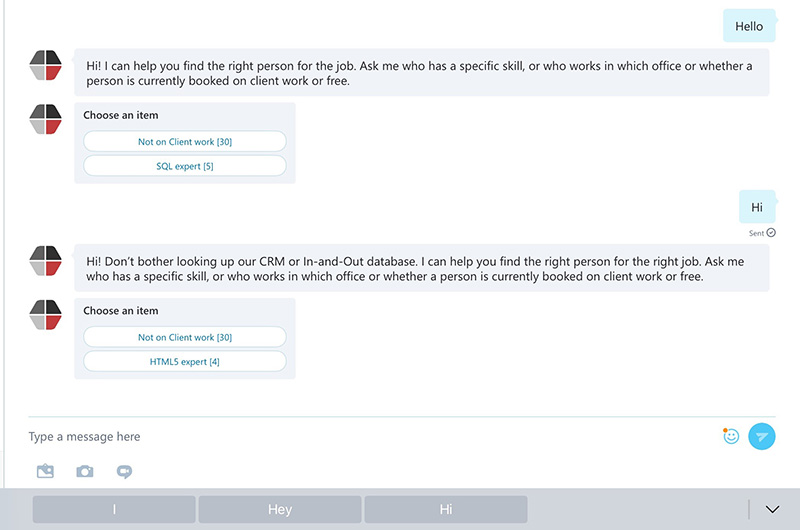 Hello
Hi! I can help you find the right person for the job. Ask me who has a specific skill, or who works in which office or whether a
person is currently booked on client work or free.
Choose an item
Not on Client work [30]
SQL expert [5]
Hi
Sent
Hi! Don't bother looking up our CRM or In-and-Out database. I can help you find the right person for the right job. Ask me
who has a specific skill, or who works in which office or whether a person is currently booked on client work or free.
Choose an item
Not on Client work [30]
HTML5 expert [4]
Type a message here
I
Hey
Hi